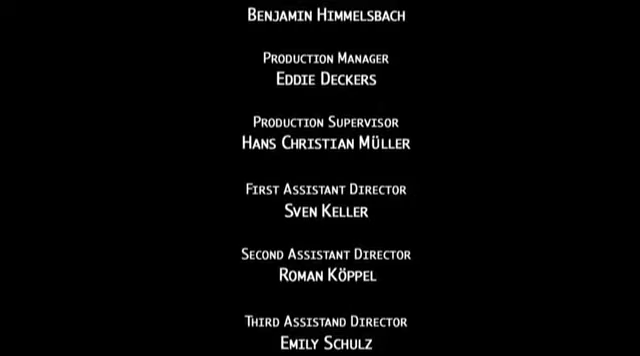 BENJAMIN HIMMELSBACH
PRODUCTION MANAGER
EDDIE DECKERS
PRODUCTION SUPERVISOR
HANS CHRISTIAN MÜLLER
FIRST ASSISTANT DIRECTOR
SVEN KELLER
SECOND ASSISTANT DIRECTOR
ROMAN KÖPPEL
THIRD ASSISTAND DIRECTOR
EMILY SCHULZ